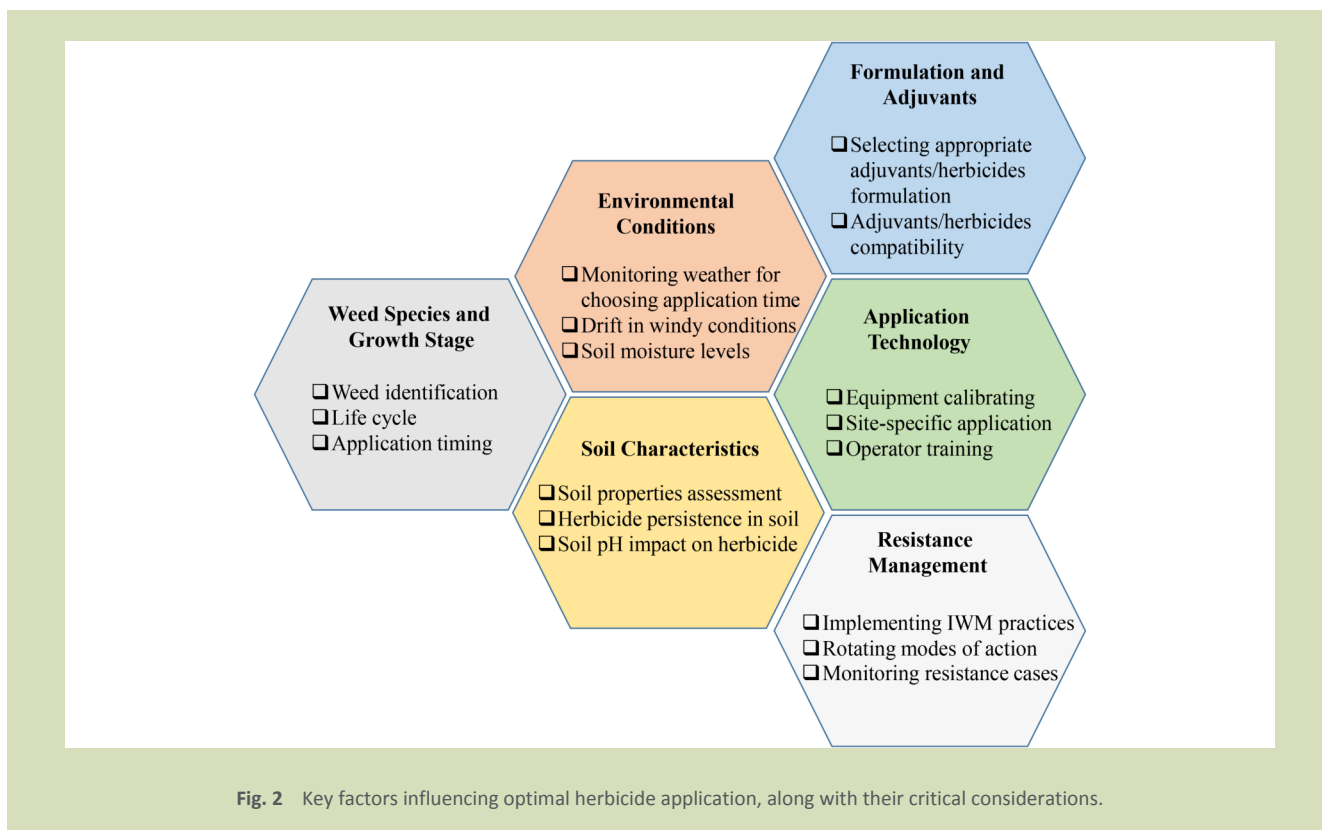 Formulation and
Adjuvants
❑Selecting appropriate
adjuvants/herbicides
formulation
❑Adjuvants/herbicides
compatibility
Environmental
Conditions
❑Monitoring weather for
choosing application time
❑Drift in windy conditions
❑Soil moisture levels
Weed Species and
Growth Stage
❑Weed identification
❑Life cycle
❑Application timing
Application
Technology
❑Equipment calibrating
❑Site-specific application
❑Operator training
Soil Characteristics
❑Soil properties assessment
❑Herbicide persistence in soil
❑Soil pH impact on herbicide
Resistance
Management
❑Implementing IWM practices
❑Rotating modes of action
❑Monitoring resistance cases
Fig. 2 Key factors influencing optimal herbicide application, along with their critical considerations.